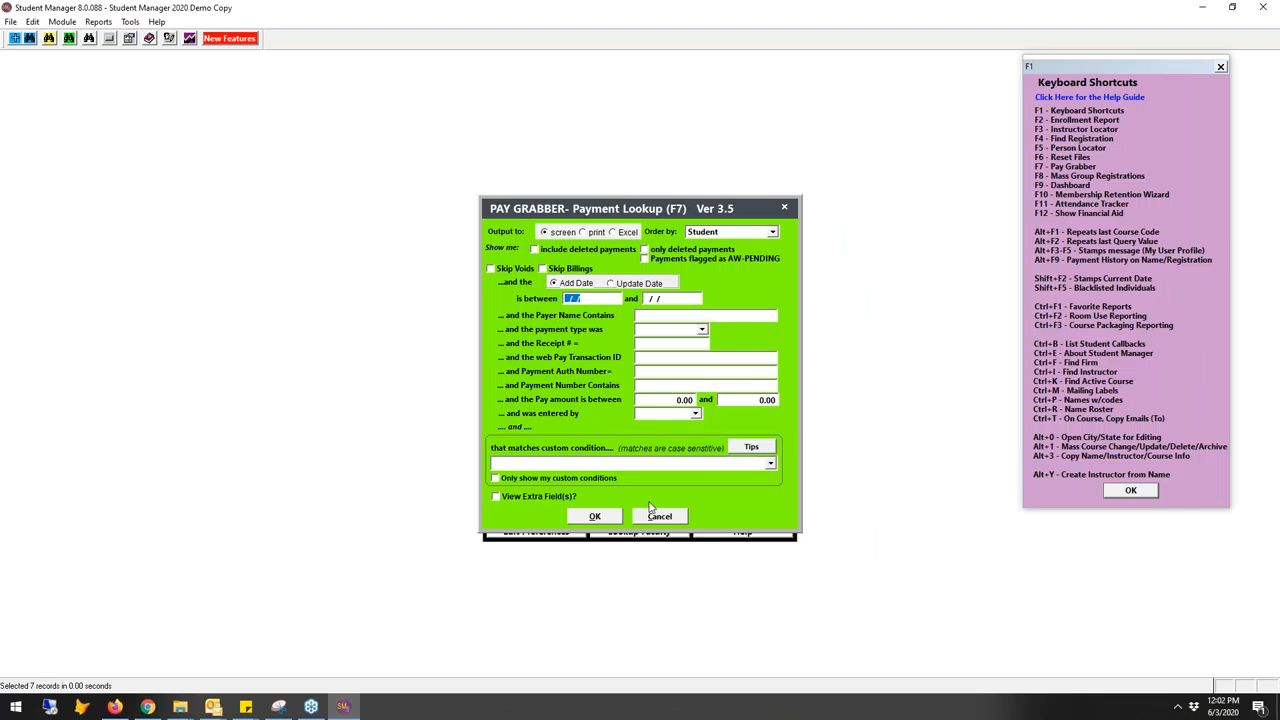 Student Manager 8.0.088 - Student Manager 2020 Demo Copy
File Edit Module Reports Tools Help
New Features
PAY GRABBER- Payment Lookup (F7) Ver 3.5
Output to: screen print Excel Order by: Student
Show me: include deleted payments only deleted payments
Payments flagged as AW-PENDING
Skip Voids Skip Billings
...and the Add Date Update Date
is between / / and / /
... and the Payer Name Contains
... and the payment type was
... and the Receipt # =
... and the web Pay Transaction ID
... and Payment Auth Number=
... and Payment Number Contains
... and the Pay amount is between 0.00 and 0.00
... and was entered by
.... and ....
that matches custom condition.... (matches are case sensitive) Tips
Only show my custom conditions
View Extra Field(s)?
OK Cancel
F1
Keyboard Shortcuts
Click Here for the Help Guide
F1 - Keyboard Shortcuts
F2 - Enrollment Report
F3 - Instructor Locator
F4 - Find Registration
F5 - Person Locator
F6 - Reset Files
F7 - Pay Grabber
F8 - Mass Group Registrations
F9 - Dashboard
F10 - Membership Retention Wizard
F11 - Attendance Tracker
F12 - Show Financial Aid
Alt+F1 - Repeats last Course Code
Alt+F2 - Repeats last Query Value
Alt+F3-F5 - Stamps message (My User Profile)
Alt+F9 - Payment History on Name/Registration
Shift+F2 - Stamps Current Date
Shift+F5 - Blacklisted Individuals
Ctrl+F1 - Favorite Reports
Ctrl+F2 - Room Use Reporting
Ctrl+F3 - Course Packaging Reporting
Ctrl+B - List Student Callbacks
Ctrl+E - About Student Manager
Ctrl+F - Find Firm
Ctrl+I - Find Instructor
Ctrl+K - Find Active Course
Ctrl+M - Mailing Labels
Ctrl+P - Names w/codes
Ctrl+R - Name Roster
Ctrl+T - On Course, Copy Emails (To)
Alt+0 - Open City/State for Editing
Alt+1 - Mass Course Change/Update/Delete/Archive
Alt+3 - Copy Name/Instructor/Course Info
Alt+Y - Create Instructor from Name
OK
Selected 7 records in 0.00 seconds
12:02 PM
6/3/2020